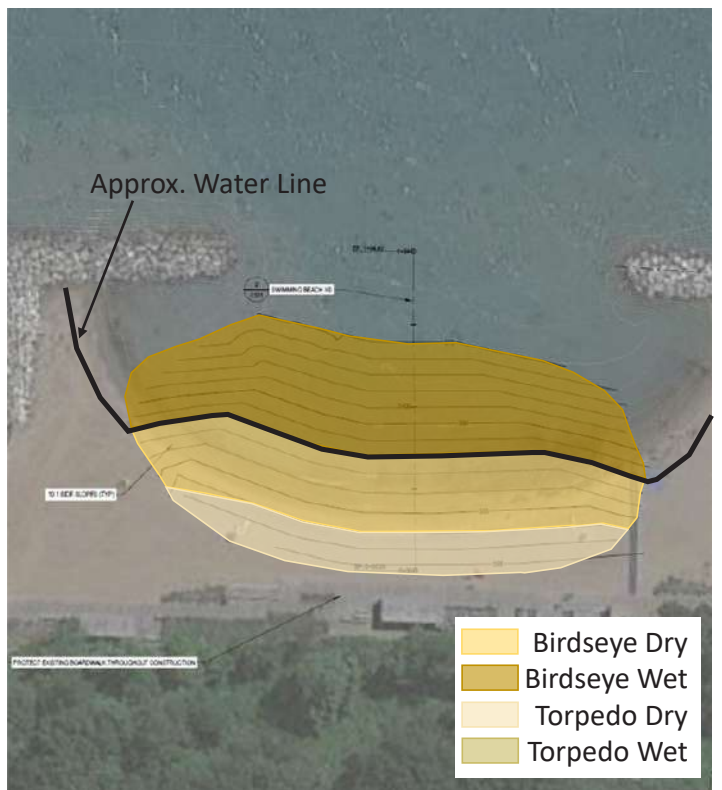 Approx. Water Line
SWIMMING BEACH XS
10:1 SIDE SLOPES (TYP)
PROTECT EXISTING BOARDWALK THROUGHOUT CONSTRUCTION
Birdseye Dry
Birdseye Wet
Torpedo Dry
Torpedo Wet